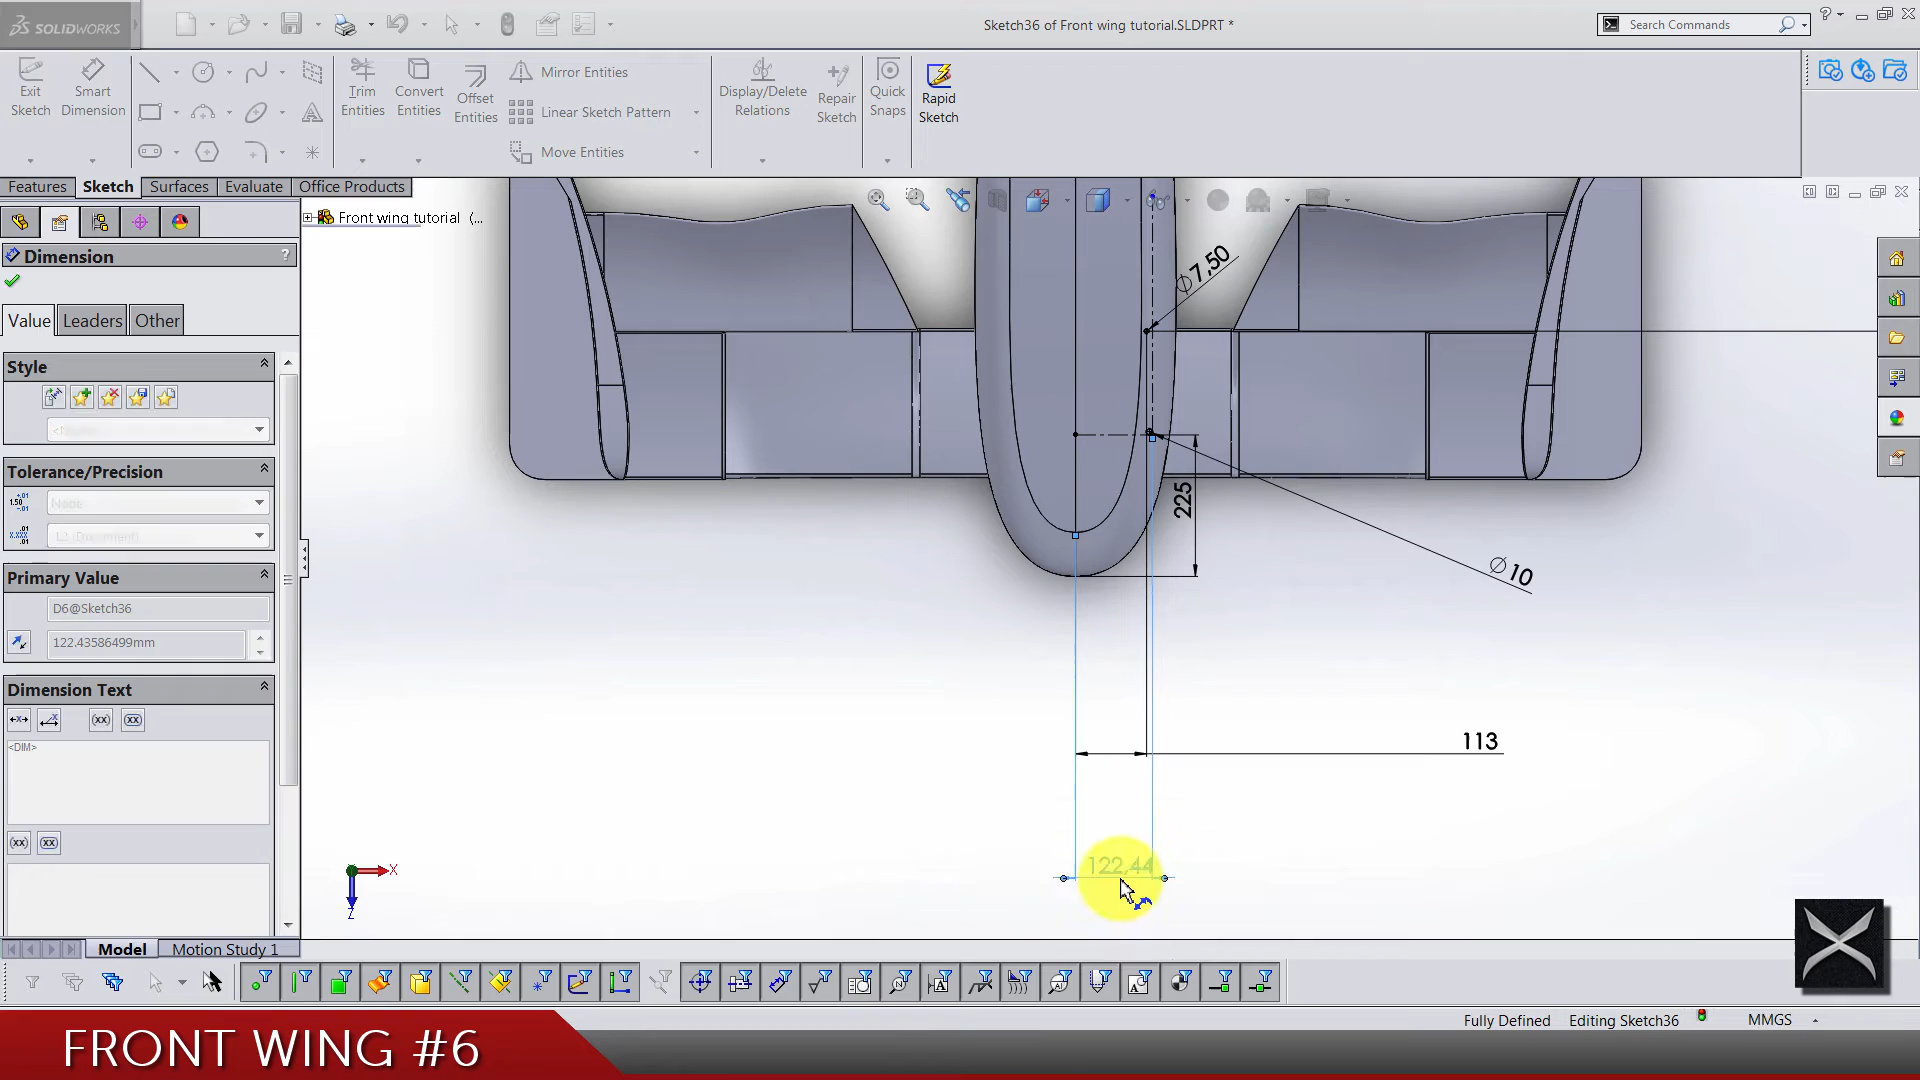 SOLIDWORKS
Sketch36 of Front wing tutorial.SLDPRT *
Search Commands
Exit Sketch
Smart Dimension
Trim Entities
Convert Entities
Offset Entities
Mirror Entities
Linear Sketch Pattern
Move Entities
Display/Delete Relations
Repair Sketch
Quick Snaps
Rapid Sketch
Features
Sketch
Surfaces
Evaluate
Office Products
Front wing tutorial (...
Dimension
?
Value
Leaders
Other
Style
Tolerance/Precision
None
Primary Value
D6@Sketch36
122.43586499mm
Dimension Text
<DIM>
Ø7,50
225
Ø10
113
122,44
X
Z
Model
Motion Study 1
Fully Defined
Editing Sketch36
MMGS
FRONT WING #6